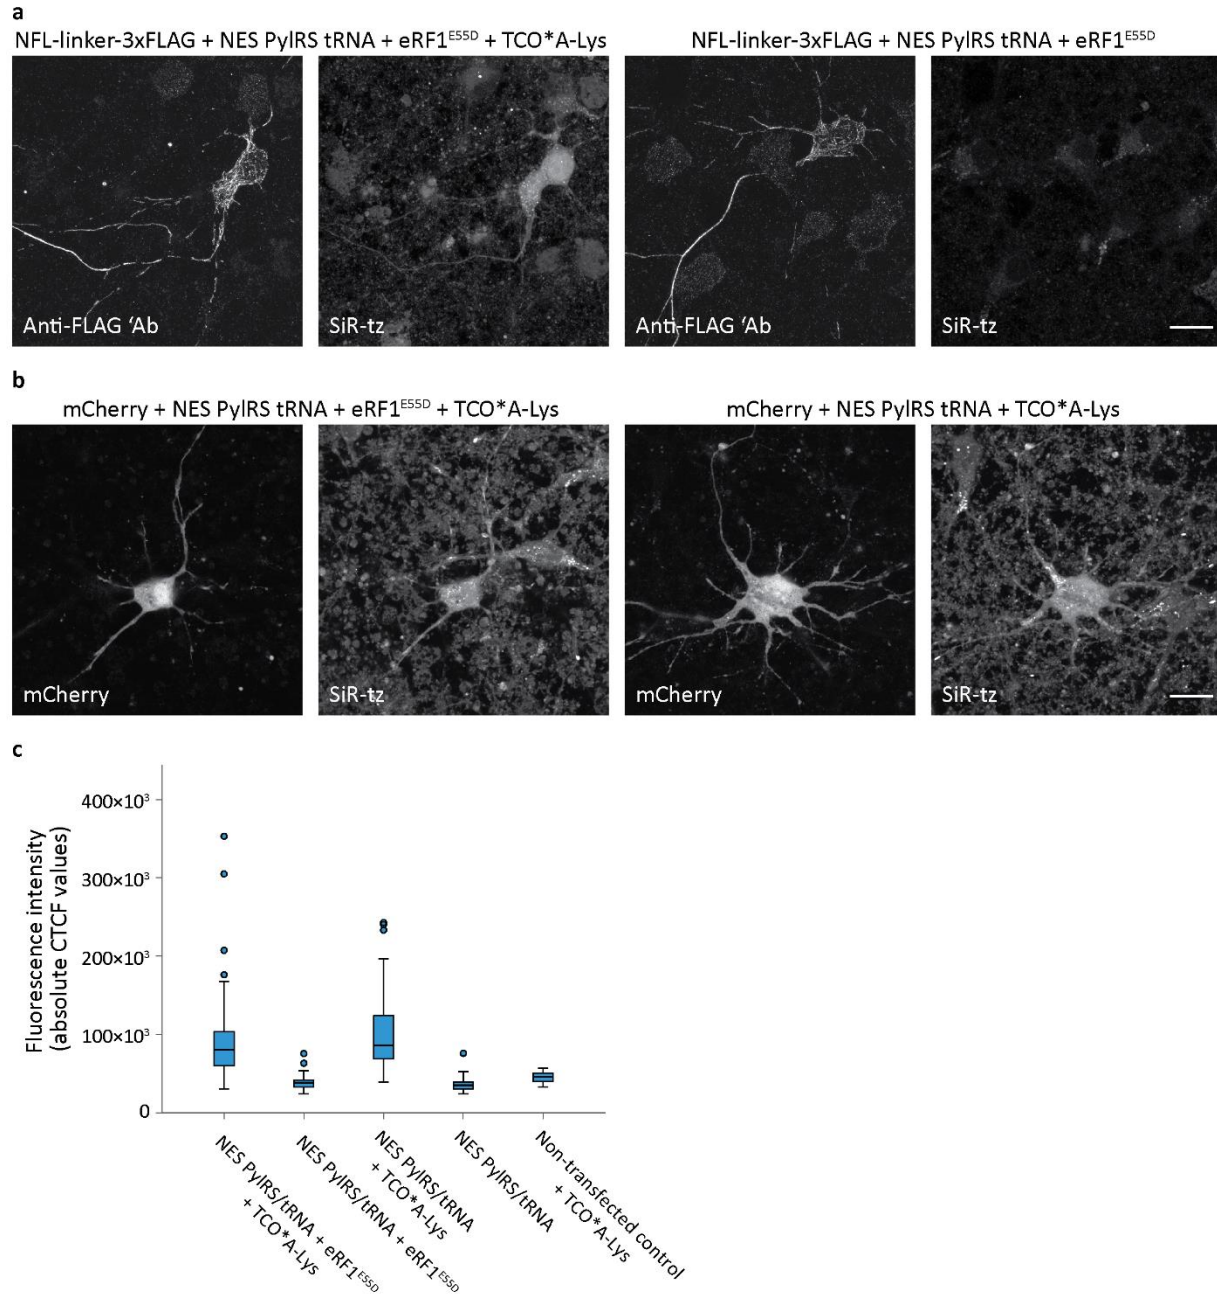 a
NFL-linker-3xFLAG + NES PylRS tRNA + eRF1E55D + TCO*A-Lys
NFL-linker-3xFLAG + NES PylRS tRNA + eRF1E55D
Anti-FLAG ‘Ab
SiR-tz
Anti-FLAG ‘Ab
SiR-tz
b
mCherry + NES PylRS tRNA + eRF1E55D + TCO*A-Lys
mCherry + NES PylRS tRNA + TCO*A-Lys
mCherry
SiR-tz
mCherry
SiR-tz
c
Fluorescence intensity
(absolute CTCF values)
400×10³
300×10³
200×10³
100×10³
0
NES PylRS/tRNA + eRF1E55D
+ TCO*A-Lys
NES PylRS/tRNA + eRF1E55D
NES PylRS/tRNA
+ TCO*A-Lys
NES PylRS/tRNA
Non-transfected control
+ TCO*A-Lys